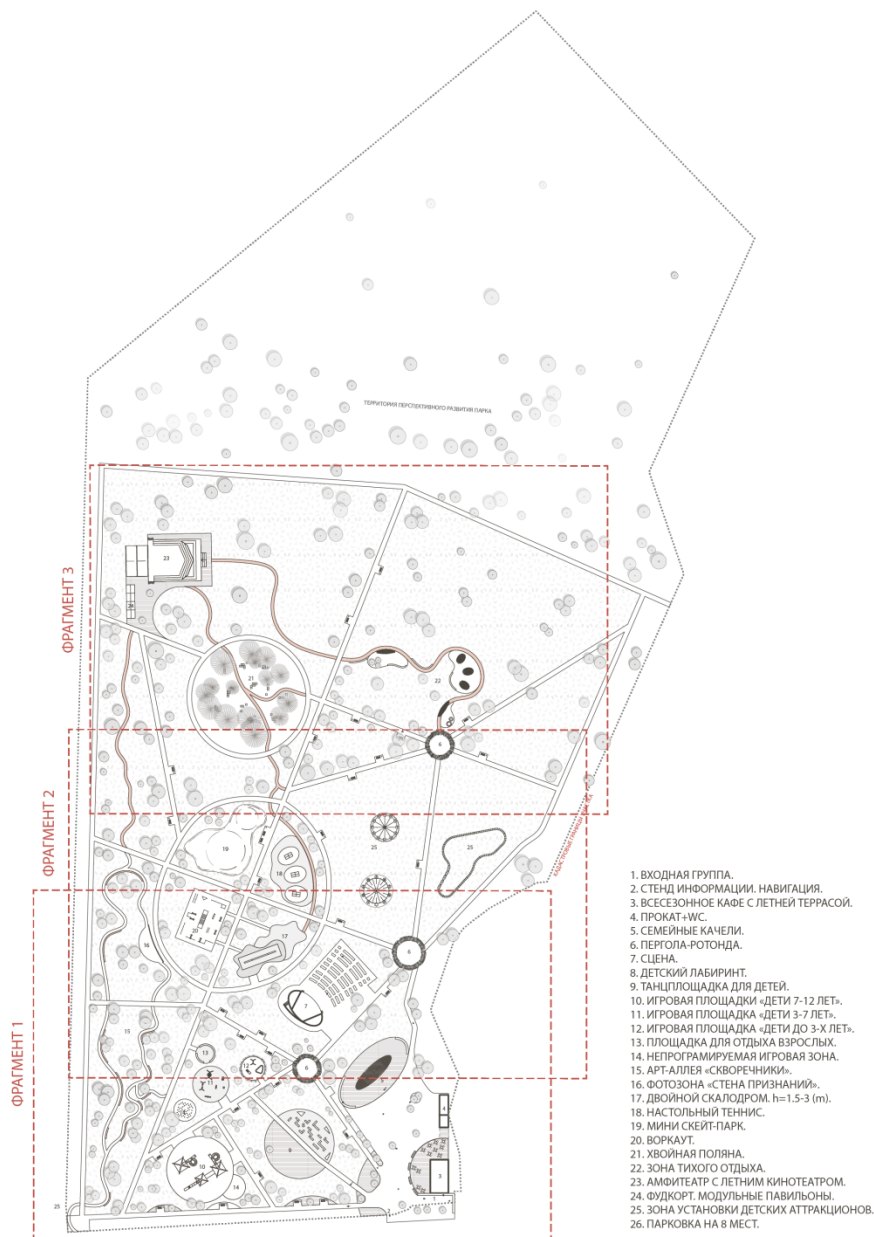 ТЕРРИТОРИЯ ПЕРСПЕКТИВНОГО РАЗВИТИЯ ПАРКА
ФРАГМЕНТ 3
23
21
22
6
ФРАГМЕНТ 2
19
25
25
18
20
17
16
6
7
ФРАГМЕНТ 1
15
13
12
11
6
9
10
14
4
3
1
2
25
1. ВХОДНАЯ ГРУППА.
2. СТЕНД ИНФОРМАЦИИ. НАВИГАЦИЯ.
3. ВСЕСЕЗОННОЕ КАФЕ С ЛЕТНЕЙ ТЕРРАСОЙ.
4. ПРОКАТ+WC.
5. СЕМЕЙНЫЕ КАЧЕЛИ.
6. ПЕРГОЛА-РОТОНДА.
7. СЦЕНА.
8. ДЕТСКИЙ ЛАБИРИНТ.
9. ТАНЦПЛОЩАДКА ДЛЯ ДЕТЕЙ.
10. ИГРОВАЯ ПЛОЩАДКИ «ДЕТИ 7-12 ЛЕТ».
11. ИГРОВАЯ ПЛОЩАДКА «ДЕТИ 3-7 ЛЕТ».
12. ИГРОВАЯ ПЛОЩАДКА «ДЕТИ ДО 3-Х ЛЕТ».
13. ПЛОЩАДКА ДЛЯ ОТДЫХА ВЗРОСЛЫХ.
14. НЕПРОГРАМИРУЕМАЯ ИГРОВАЯ ЗОНА.
15. АРТ-АЛЛЕЯ «СКВОРЕЧНИКИ».
16. ФОТОЗОНА «СТЕНА ПРИЗНАНИЙ».
17. ДВОЙНОЙ СКАЛОДРОМ. h=1.5-3 (m).
18. НАСТОЛЬНЫЙ ТЕННИС.
19. МИНИ СКЕЙТ-ПАРК.
20. ВОРКАУТ.
21. ХВОЙНАЯ ПОЛЯНА.
22. ЗОНА ТИХОГО ОТДЫХА.
23. АМФИТЕАТР С ЛЕТНИМ КИНОТЕАТРОМ.
24. ФУДКОРТ. МОДУЛЬНЫЕ ПАВИЛЬОНЫ.
25. ЗОНА УСТАНОВКИ ДЕТСКИХ АТТРАКЦИОНОВ.
26. ПАРКОВКА НА 8 МЕСТ.